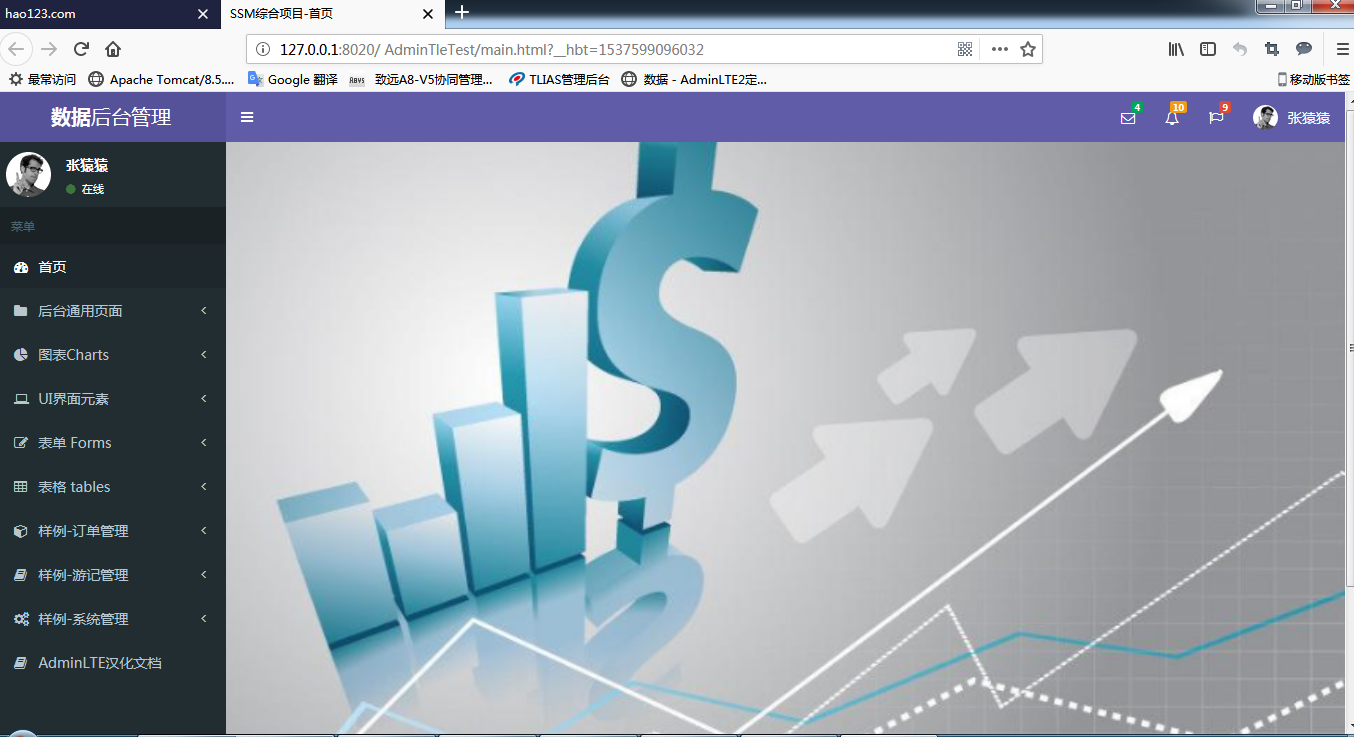 hao123.com
SSM综合项目-首页
127.0.0.1:8020/ AdminTleTest/main.html?__hbt=1537599096032
最常访问
Apache Tomcat/8.5....
Google 翻译
致远A8-V5协同管理...
TLIAS管理后台
数据 - AdminLTE2定...
移动版书签
数据后台管理
4
10
9
张猿猿
张猿猿
在线
菜单
首页
后台通用页面
图表Charts
UI界面元素
表单 Forms
表格 tables
样例-订单管理
样例-游记管理
样例-系统管理
AdminLTE汉化文档